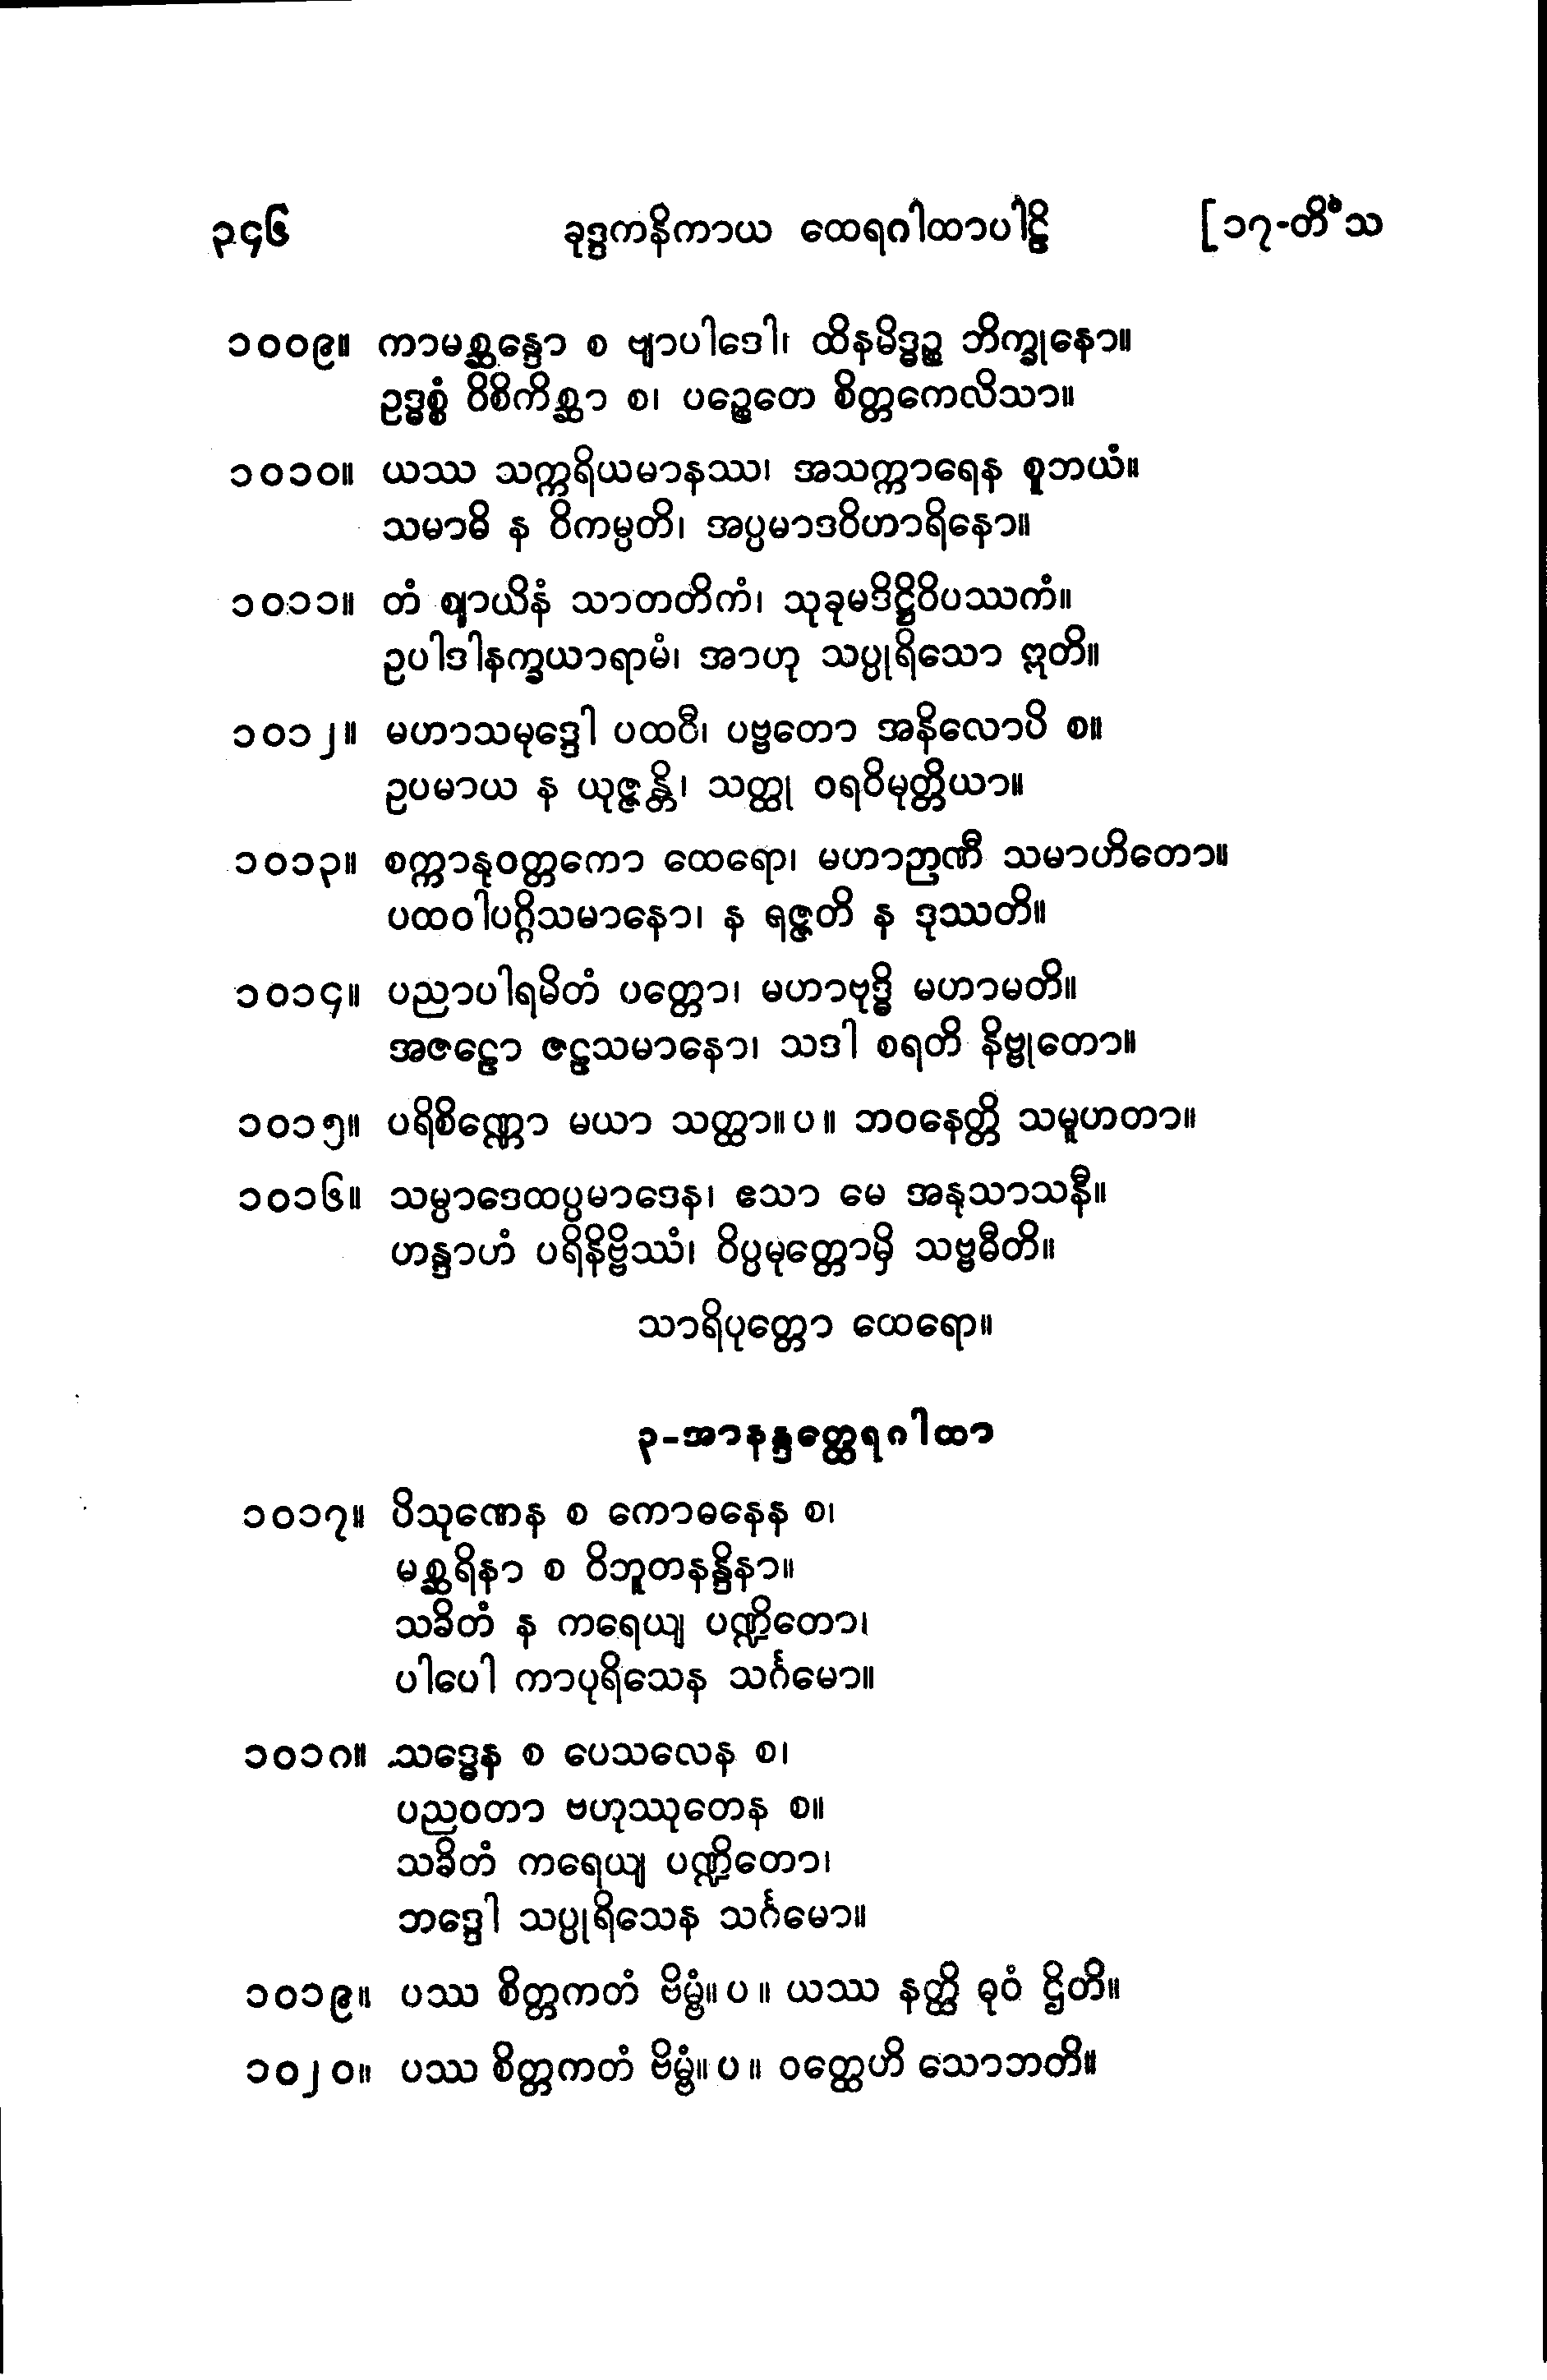 ၃၄၆ ခုဒ္ဒကနိကာယ ထေရဂါထာပါဠိ [၁၇-တိံသ
၁၀၀၉။ ကာမစ္ဆန္ဒော စ ဗျာပါဒေါ၊ ထိနမိဒ္ဓဉ္စ ဘိက္ခုနော။
ဥဒ္ဓစ္စံ ဝိစိကိစ္ဆာ စ၊ ပဉ္စေတေ စိတ္တကေလိသာ။
၁၀၁၀။ ယဿ သက္ကရိယမာနဿ၊ အသက္ကာရေန စူဘယံ။
သမာဓိ န ဝိကမ္ပတိ၊ အပ္ပမာဒဝိဟာရိနော။
၁၀၁၁။ တံ ဈာယိနံ သာတတိကံ၊ သုခုမဒိဋ္ဌိဝိပဿကံ။
ဥပါဒါနက္ခယာရာမံ၊ အာဟု သပ္ပုရိသော ဣတိ။
၁၀၁၂။ မဟာသမုဒ္ဒေါ ပထဝီ၊ ပဗ္ဗတော အနိလောပိ စ။
ဥပမာယ န ယုဇ္ဇန္တိ၊ သတ္ထု ဝရဝိမုတ္တိယာ။
၁၀၁၃။ စက္ကာနုဝတ္တကော ထေရော၊ မဟာဉာဏီ သမာဟိတော။
ပထဝါပဂ္ဂိသမာနော၊ န ရဇ္ဇတိ န ဒုဿတိ။
၁၀၁၄။ ပညာပါရမိတံ ပတ္တော၊ မဟာဗုဒ္ဓိ မဟာမတိ။
အဇဠော ဇဠသမာနော၊ သဒါ စရတိ နိဗ္ဗုတော။
၁၀၁၅။ ပရိစိဏ္ဏော မယာ သတ္ထာ။ပ။ ဘဝနေတ္တိ သမူဟတာ။
၁၀၁၆။ သမ္ပာဒေထပ္ပမာဒေန၊ ဧသာ မေ အနုသာသနီ။
ဟန္ဒာဟံ ပရိနိဗ္ဗိဿံ၊ ဝိပ္ပမုတ္တောမှိ သဗ္ဗဓီတိ။
သာရိပုတ္တော ထေရော။
၃-အာနန္ဒတ္ထေရဂါထာ
၁၀၁၇။ ပိသုဏေန စ ကောဓနေန စ၊
မစ္ဆရိနာ စ ဝိဘူတနန္ဒိနာ။
သခိတံ န ကရေယျ ပဏ္ဍိတော၊
ပါပေါ ကာပုရိသေန သင်္ဂမော။
၁၀၁၈။ သဒ္ဓေန စ ပေသလေန စ၊
ပညဝတာ ဗဟုဿုတေန စ။
သခိတံ ကရေယျ ပဏ္ဍိတော၊
ဘဒ္ဒေါ သပ္ပုရိသေန သင်္ဂမော။
၁၀၁၉။ ပဿ စိတ္တကတံ ဗိမ္ဗံ။ပ။ ယဿ နတ္ထိ ဓုဝံ ဌိတိ။
၁၀၂၀။ ပဿ စိတ္တကတံ ဗိမ္ဗံ။ပ။ ဝတ္ထေဟိ သောဘတိ။